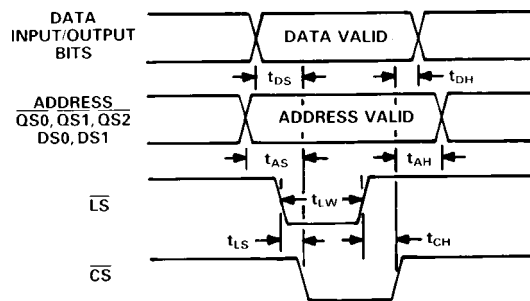 DATA
INPUT/OUTPUT
BITS
DATA VALID
tDS
tDH
ADDRESS
QS0, QS1, QS2
DS0, DS1
ADDRESS VALID
tAS
tAH
LS
tLW
tLS
tCH
CS